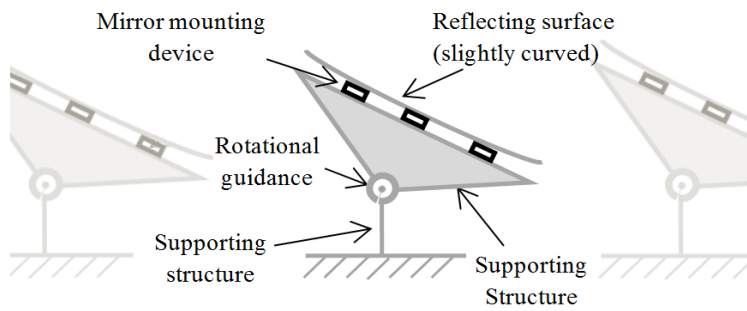 Mirror mounting
device
Reflecting surface
(slightly curved)
Rotational
guidance
Supporting
structure
Supporting
Structure